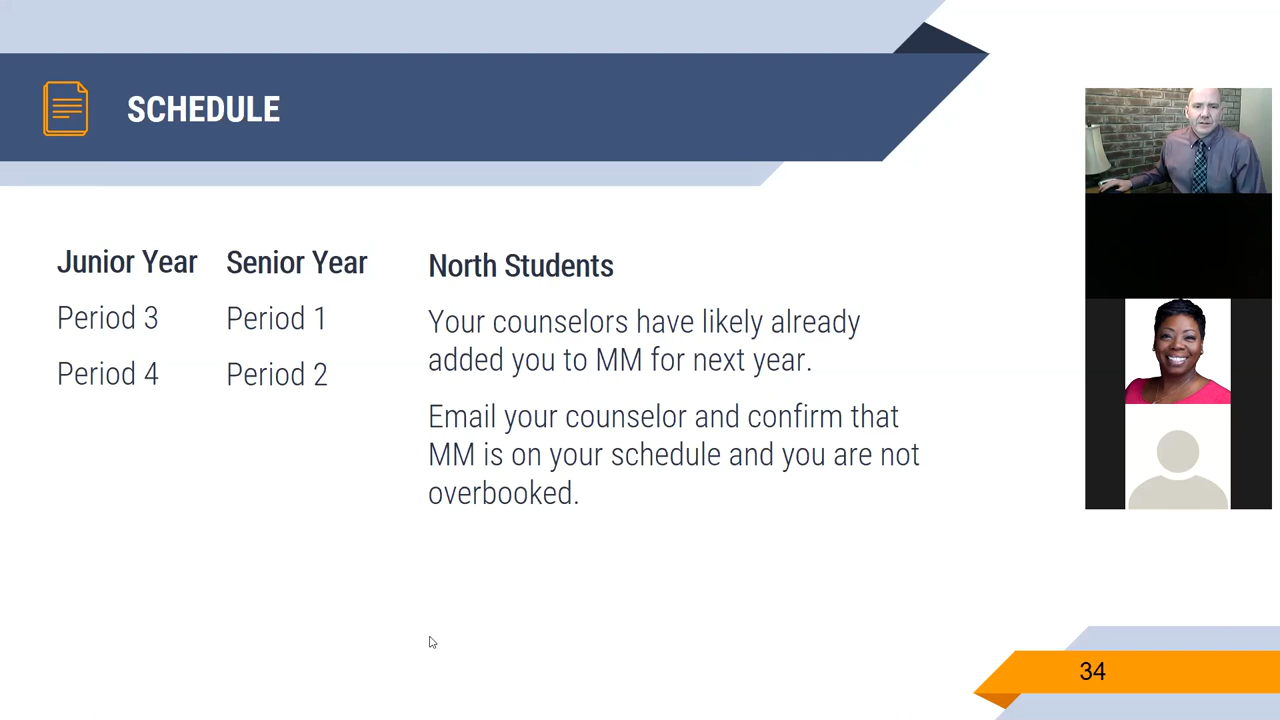 SCHEDULE
Junior Year
Period 3
Period 4
Senior Year
Period 1
Period 2
North Students
Your counselors have likely already
added you to MM for next year.
Email your counselor and confirm that
MM is on your schedule and you are not
overbooked.
34